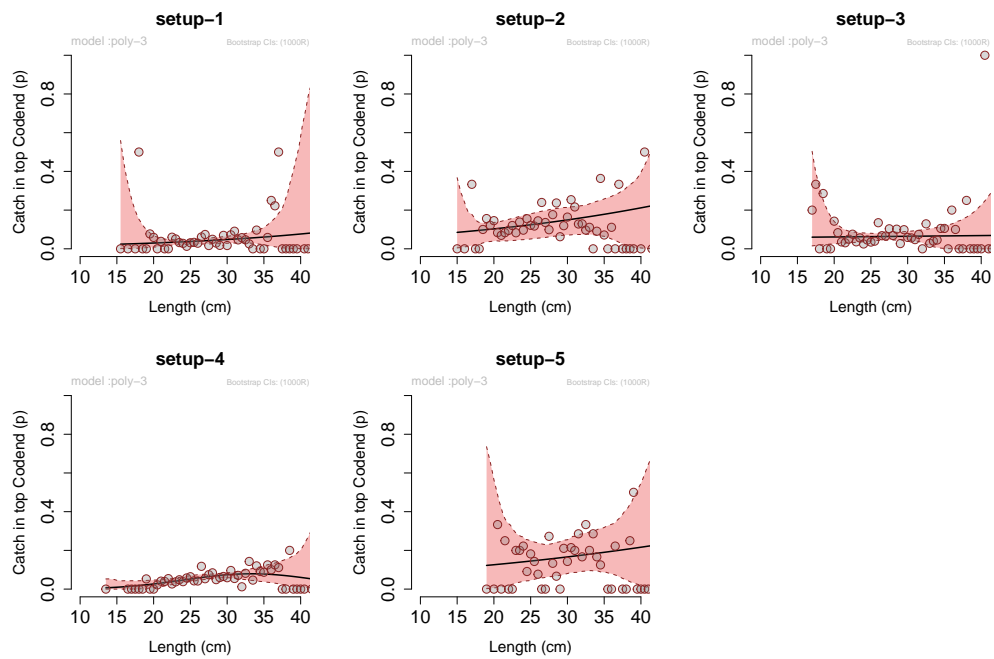 setup−1
model :poly−3 Bootstrap CIs: (1000R)
Catch in top Codend (p)
0.0 0.4 0.8
10 15 20 25 30 35 40
Length (cm)
setup−2
model :poly−3 Bootstrap CIs: (1000R)
Catch in top Codend (p)
0.0 0.4 0.8
10 15 20 25 30 35 40
Length (cm)
setup−3
model :poly−3 Bootstrap CIs: (1000R)
Catch in top Codend (p)
0.0 0.4 0.8
10 15 20 25 30 35 40
Length (cm)
setup−4
model :poly−3 Bootstrap CIs: (1000R)
Catch in top Codend (p)
0.0 0.4 0.8
10 15 20 25 30 35 40
Length (cm)
setup−5
model :poly−3 Bootstrap CIs: (1000R)
Catch in top Codend (p)
0.0 0.4 0.8
10 15 20 25 30 35 40
Length (cm)